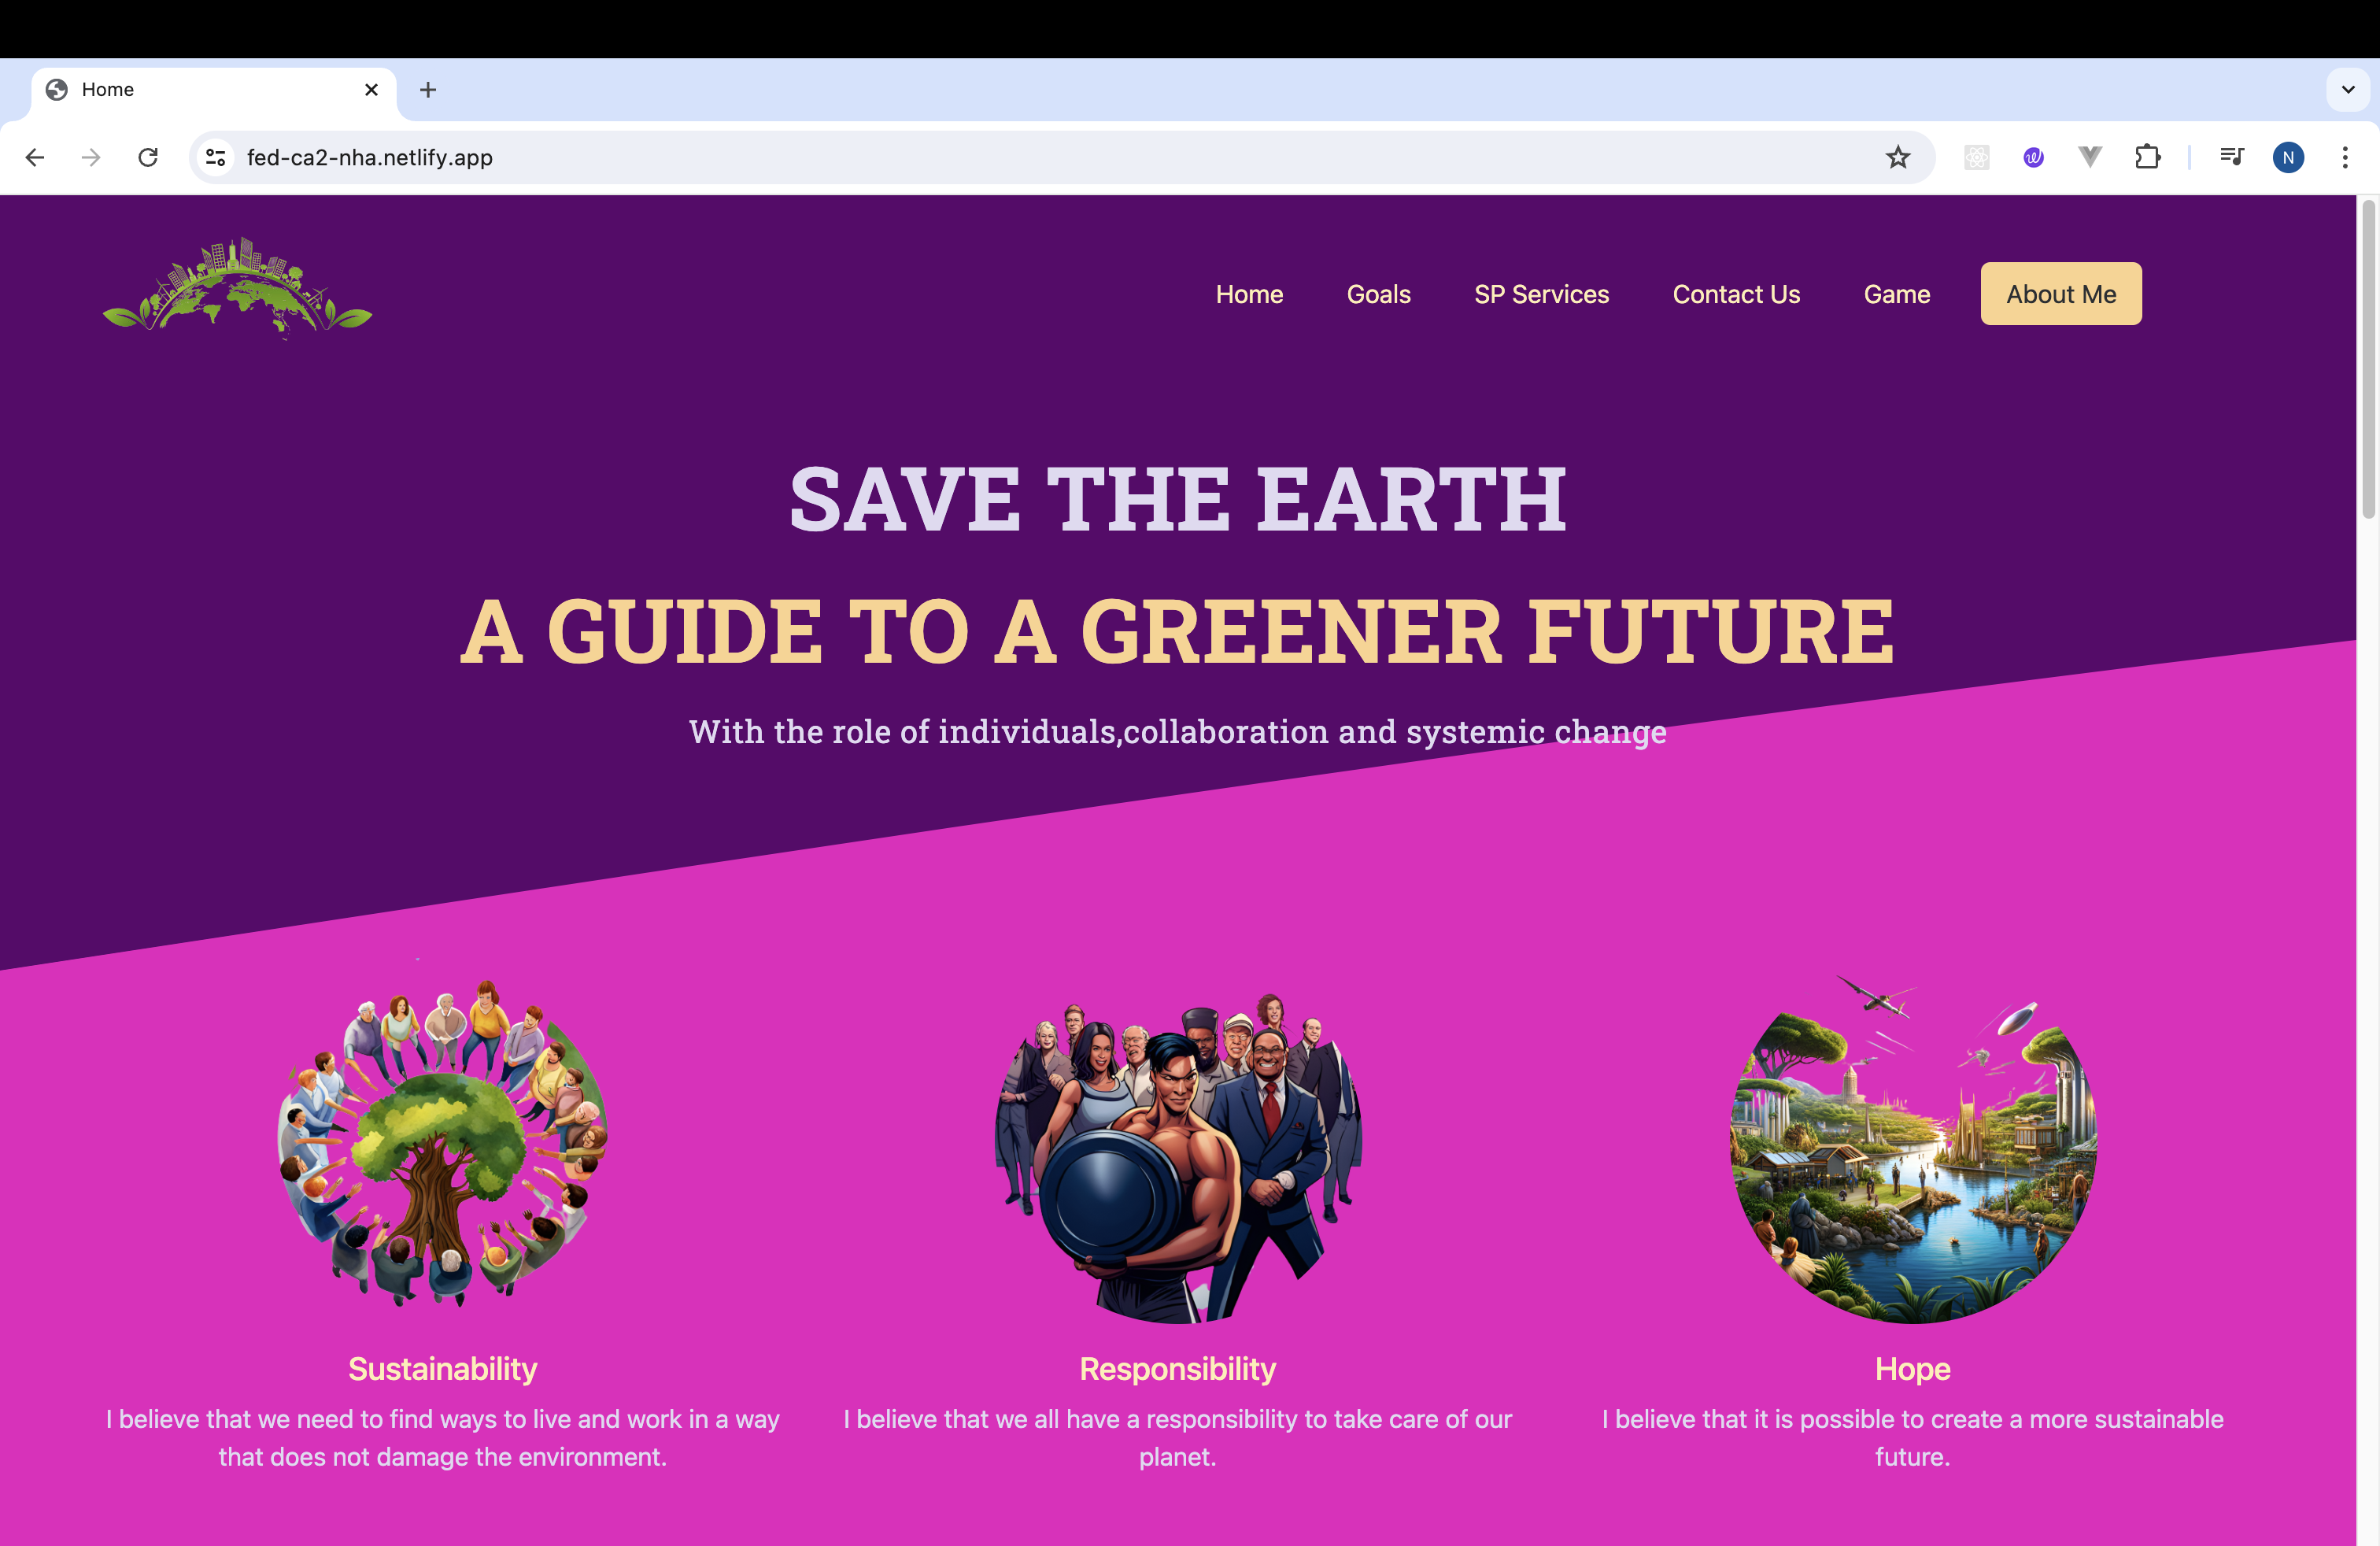 Home
fed-ca2-nha.netlify.app
N
Home Goals SP Services Contact Us Game About Me
SAVE THE EARTH
A GUIDE TO A GREENER FUTURE
With the role of individuals,collaboration and systemic change
Sustainability
I believe that we need to find ways to live and work in a way
that does not damage the environment.
Responsibility
I believe that we all have a responsibility to take care of our
planet.
Hope
I believe that it is possible to create a more sustainable
future.